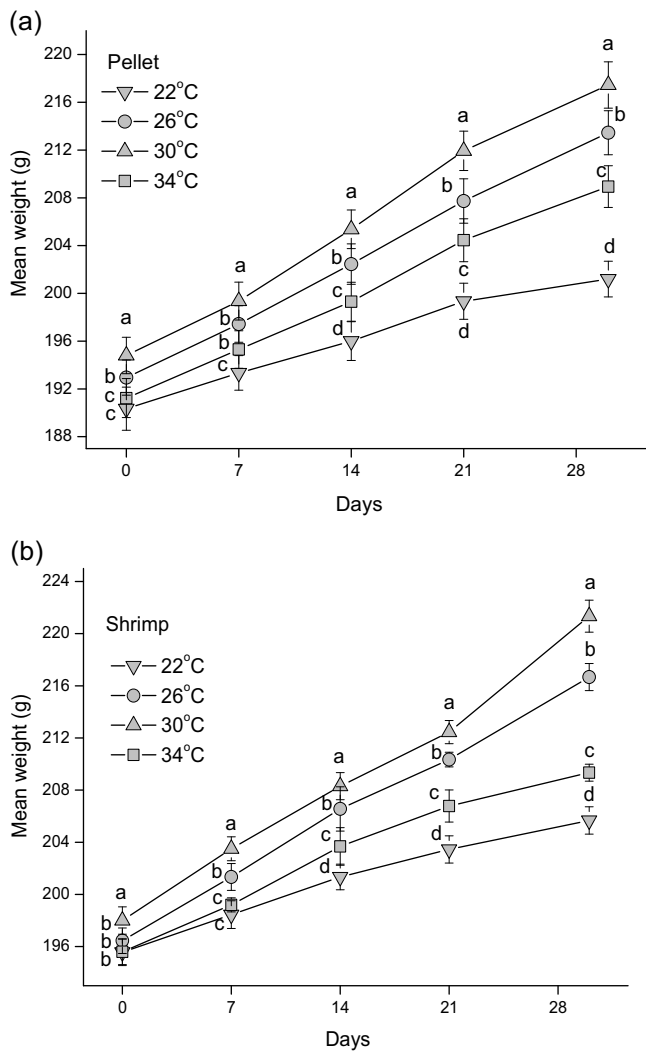 (a)
220
216
212
208
204
200
196
192
188
Mean weight (g)
Pellet
22°C
26°C
30°C
34°C
a
b
c
c
a
b
b
c
a
b
c
d
a
b
c
d
a
b
c
d
0 7 14 21 28
Days
(b)
224
220
216
212
208
204
200
196
Mean weight (g)
Shrimp
22°C
26°C
30°C
34°C
a
b
b
b
a
b
c
c
a
b
c
d
a
b
c
d
a
b
c
d
0 7 14 21 28
Days